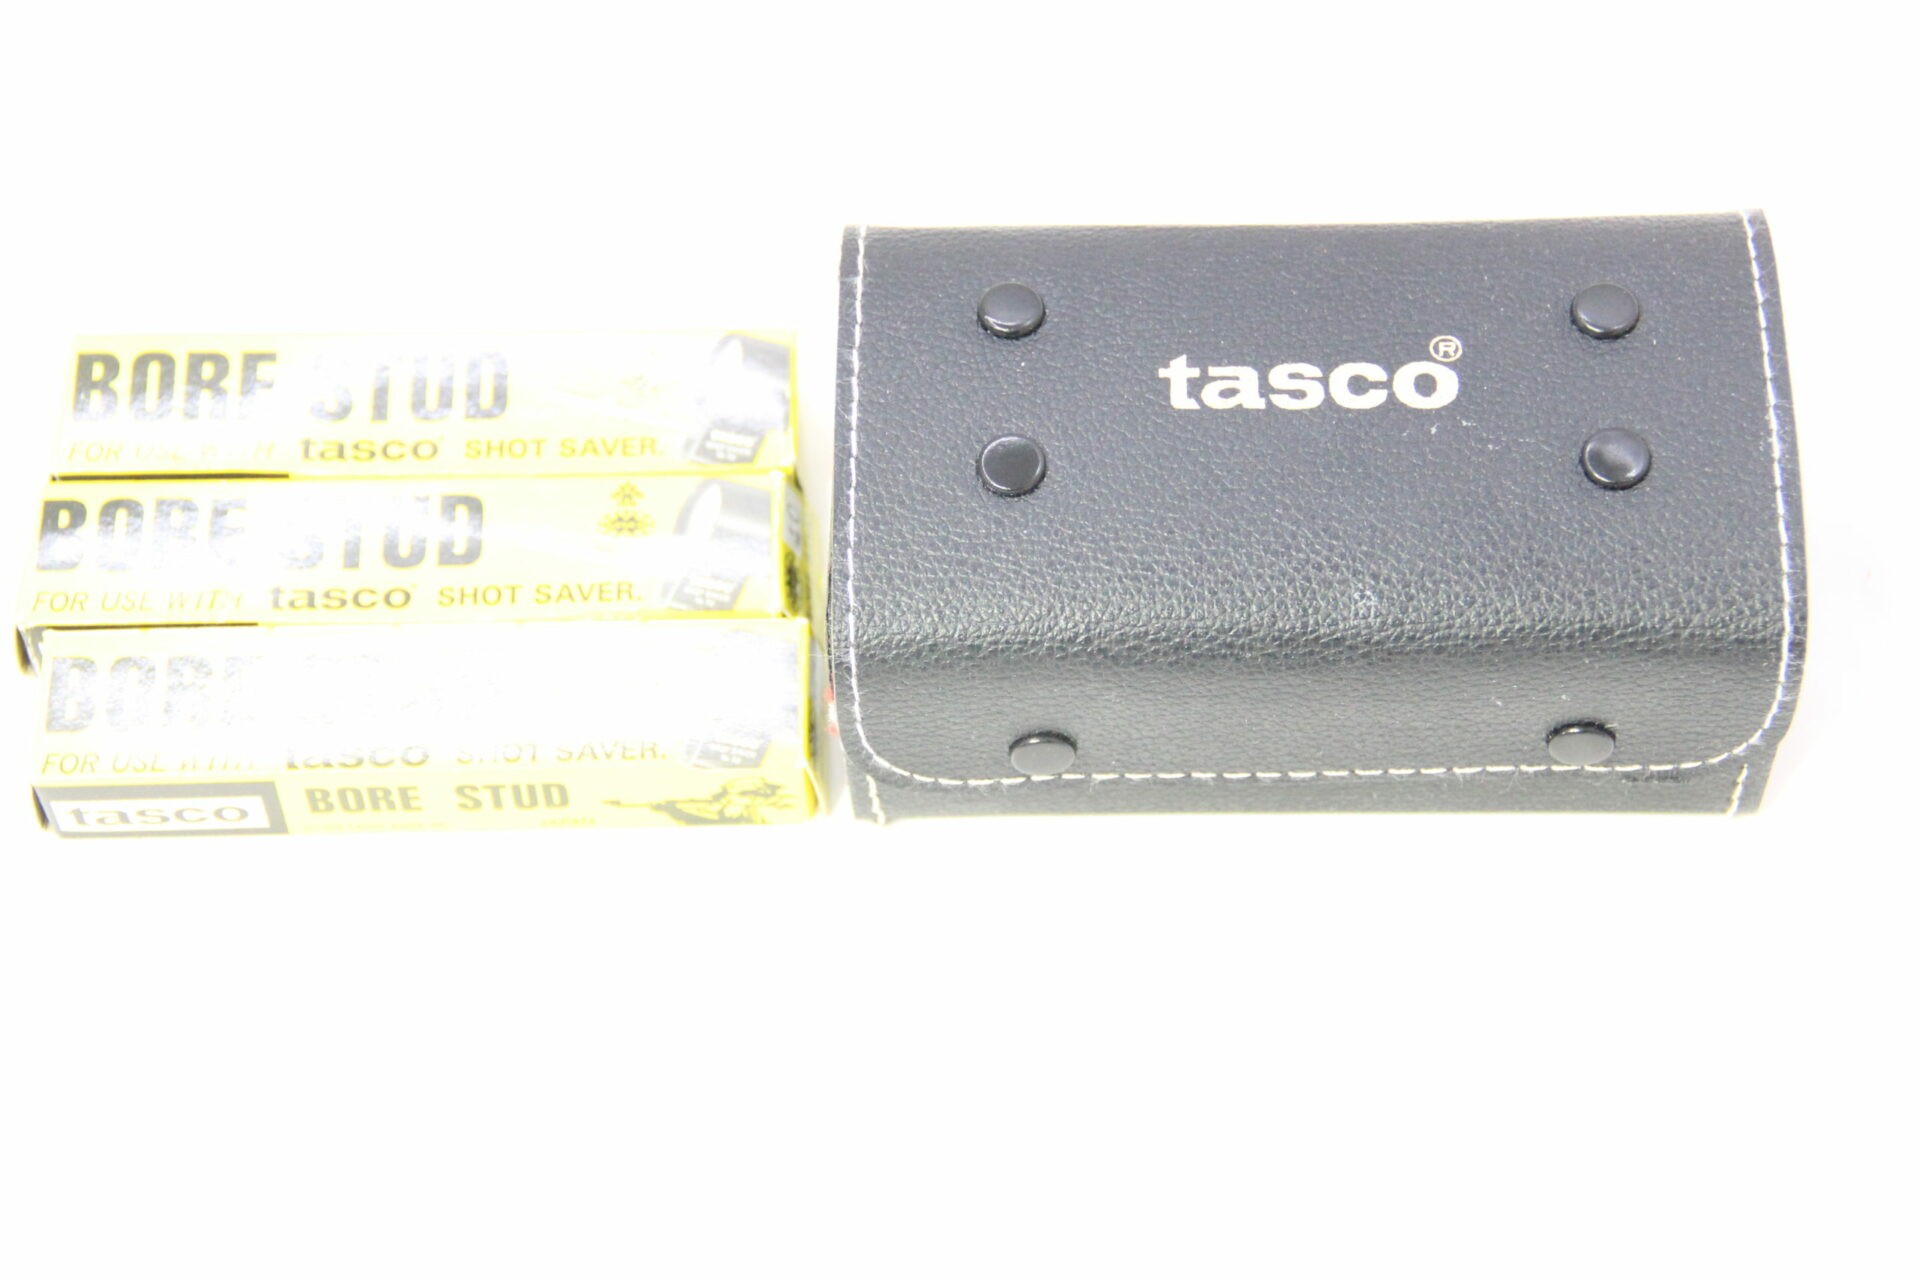 BORE STUD
FOR USE WITH tasco SHOT SAVER.
BORE STUD
FOR USE WITH tasco SHOT SAVER.
BORE
FOR USE WITH tasco SHOT SAVER.
tasco BORE STUD
tasco®